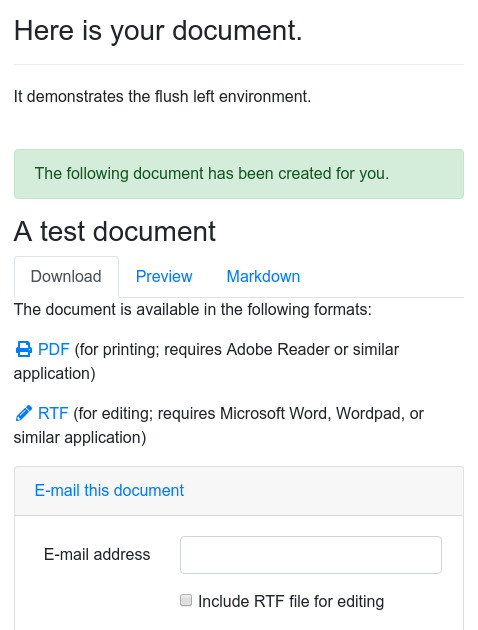 Here is your document.
It demonstrates the flush left environment.
The following document has been created for you.
A test document
Download Preview Markdown
The document is available in the following formats:
PDF (for printing; requires Adobe Reader or similar
application)
RTF (for editing; requires Microsoft Word, Wordpad, or
similar application)
E-mail this document
E-mail address
Include RTF file for editing